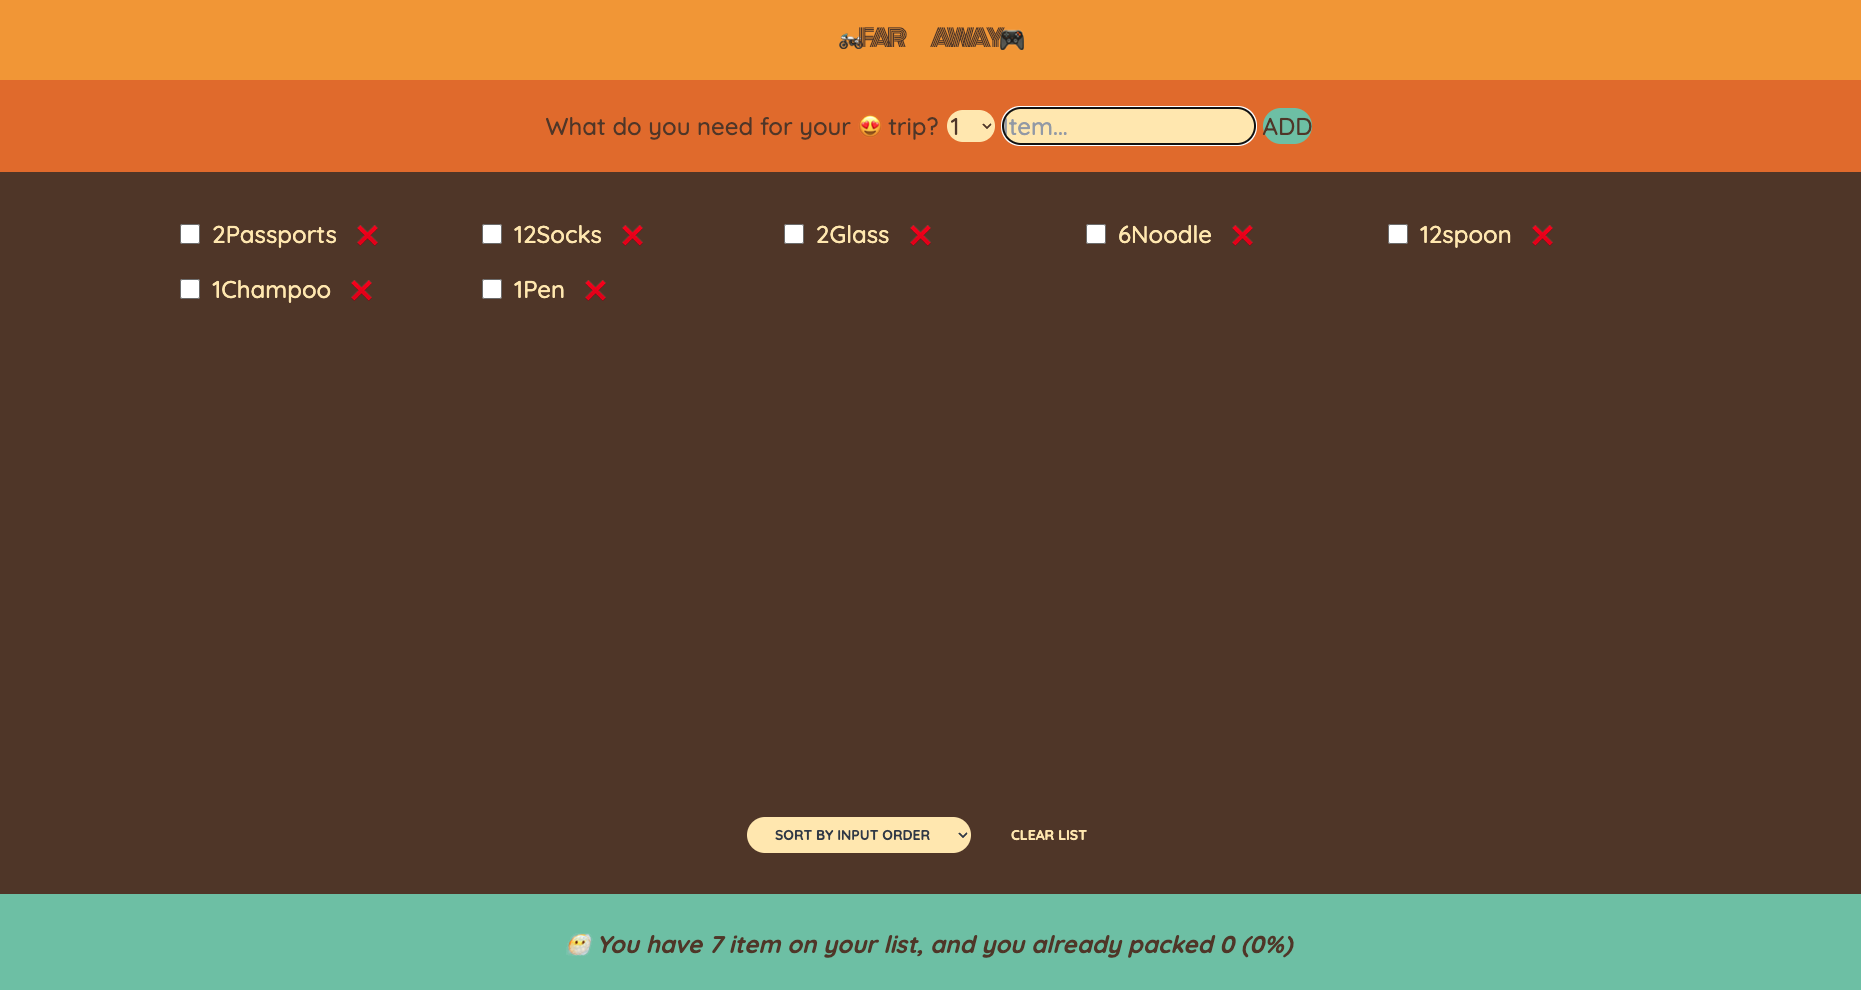 FAR AWAY
What do you need for your 😍 trip? 1 tem... ADD
2Passports ❌ 12Socks ❌ 2Glass ❌ 6Noodle ❌ 12spoon ❌
1Champoo ❌ 1Pen ❌
SORT BY INPUT ORDER CLEAR LIST
You have 7 item on your list, and you already packed 0 (0%)